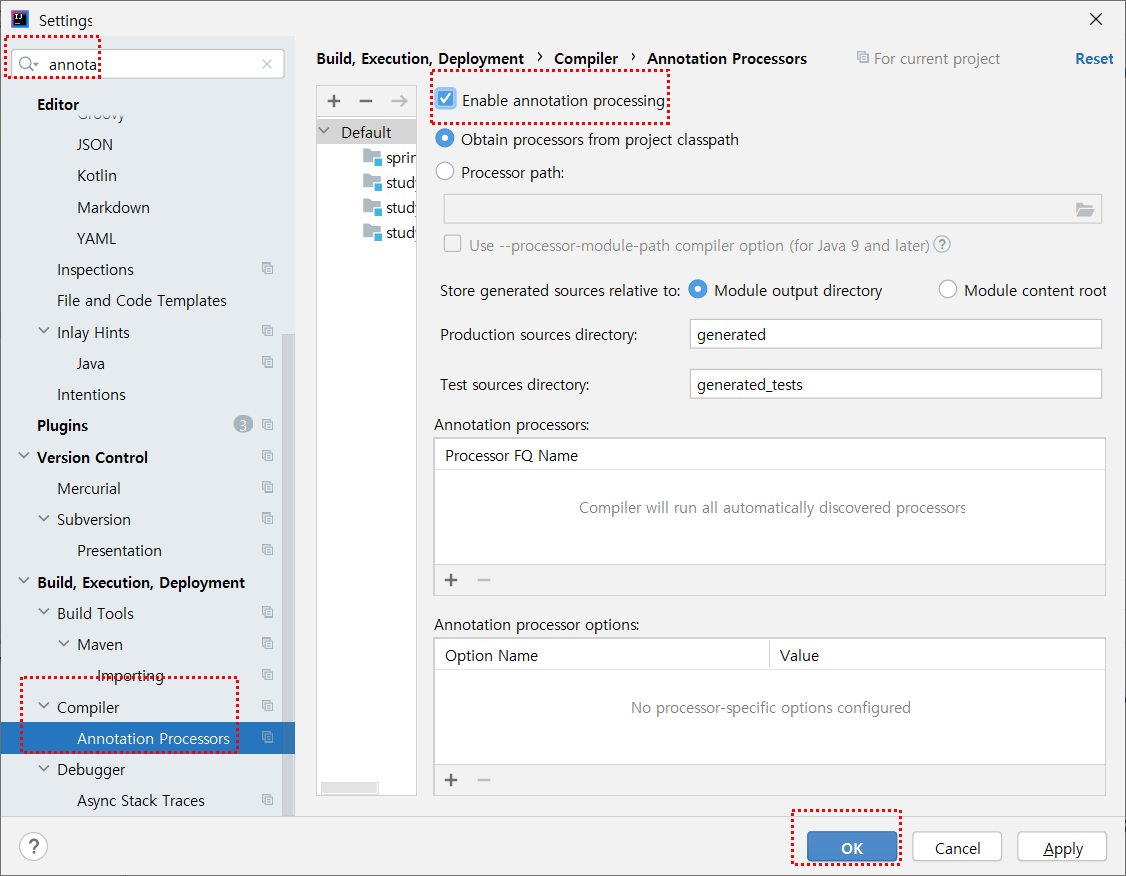 Settings
annota
Editor
Groovy
JSON
Kotlin
Markdown
YAML
Inspections
File and Code Templates
Inlay Hints
Java
Intentions
Plugins 3
Version Control
Mercurial
Subversion
Presentation
Build, Execution, Deployment
Build Tools
Maven
Importing
Compiler
Annotation Processors
Debugger
Async Stack Traces
Build, Execution, Deployment › Compiler › Annotation Processors
For current project
Reset
Default
sprin
study
study
study
Enable annotation processing
Obtain processors from project classpath
Processor path:
Use --processor-module-path compiler option (for Java 9 and later) ?
Store generated sources relative to: Module output directory Module content root
Production sources directory: generated
Test sources directory: generated_tests
Annotation processors:
Processor FQ Name
Compiler will run all automatically discovered processors
Annotation processor options:
Option Name Value
No processor-specific options configured
? OK Cancel Apply